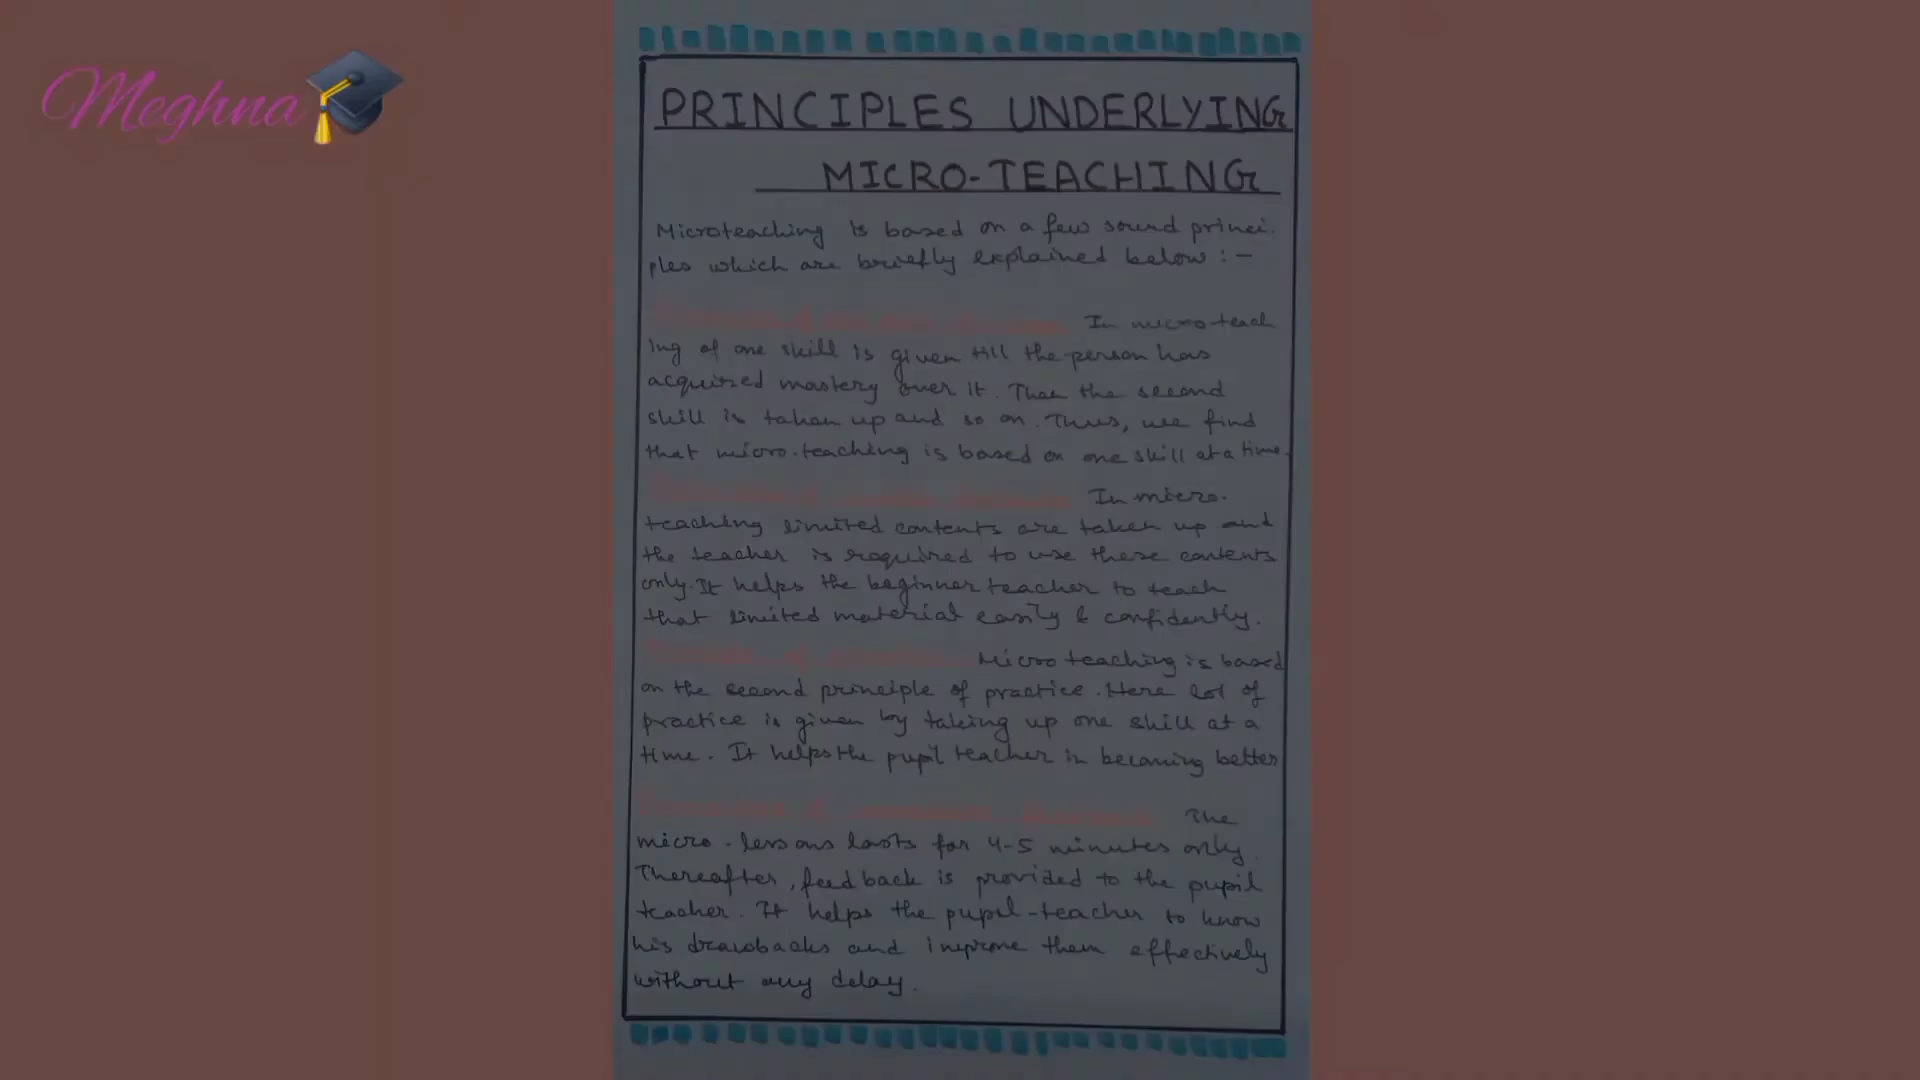 Meghna
PRINCIPLES UNDERLYING
MICRO-TEACHING
Microteaching is based on a few sound princi-
ples which are briefly explained below :-
In micro-teach
ing of one skill is given till the person has
acquired mastery over it. Then the second
skill is taken up and so on. Thus, we find
that micro-teaching is based on one skill at a time.
In micro-
teaching limited contents are taken up and
the teacher is required to use these contents
only. It helps the beginner teacher to teach
that limited material easily & confidently.
Micro teaching is based
on the second principle of practice. Here lot of
practice is given by taking up one skill at a
time. It helps the pupil teacher in becoming better
The
micro-lessons lasts for 4-5 minutes only.
Thereafter, feed back is provided to the pupil
teacher. It helps the pupil-teacher to know
his drawbacks and improve them effectively
without any delay.